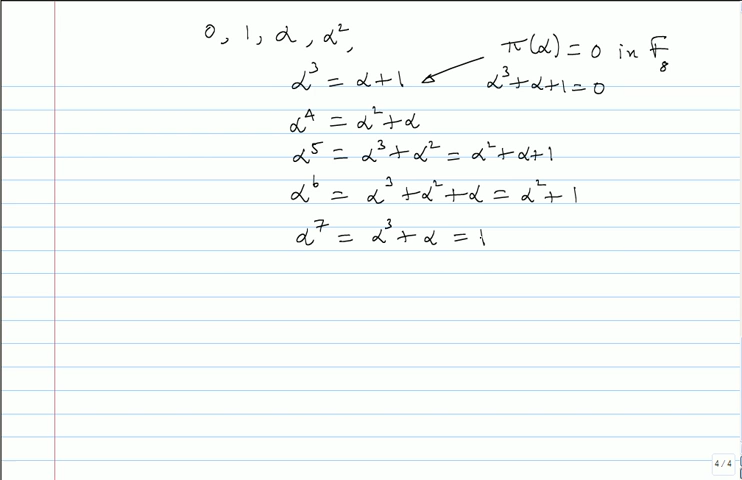 0, 1, α, α²,
π(α) = 0 in F₈
α³ = α+1
α³+α+1=0
α⁴ = α²+α
α⁵ = α³+α² = α²+α+1
α⁶ = α³+α²+α = α²+1
α⁷ = α³+α = 1
4 / 4